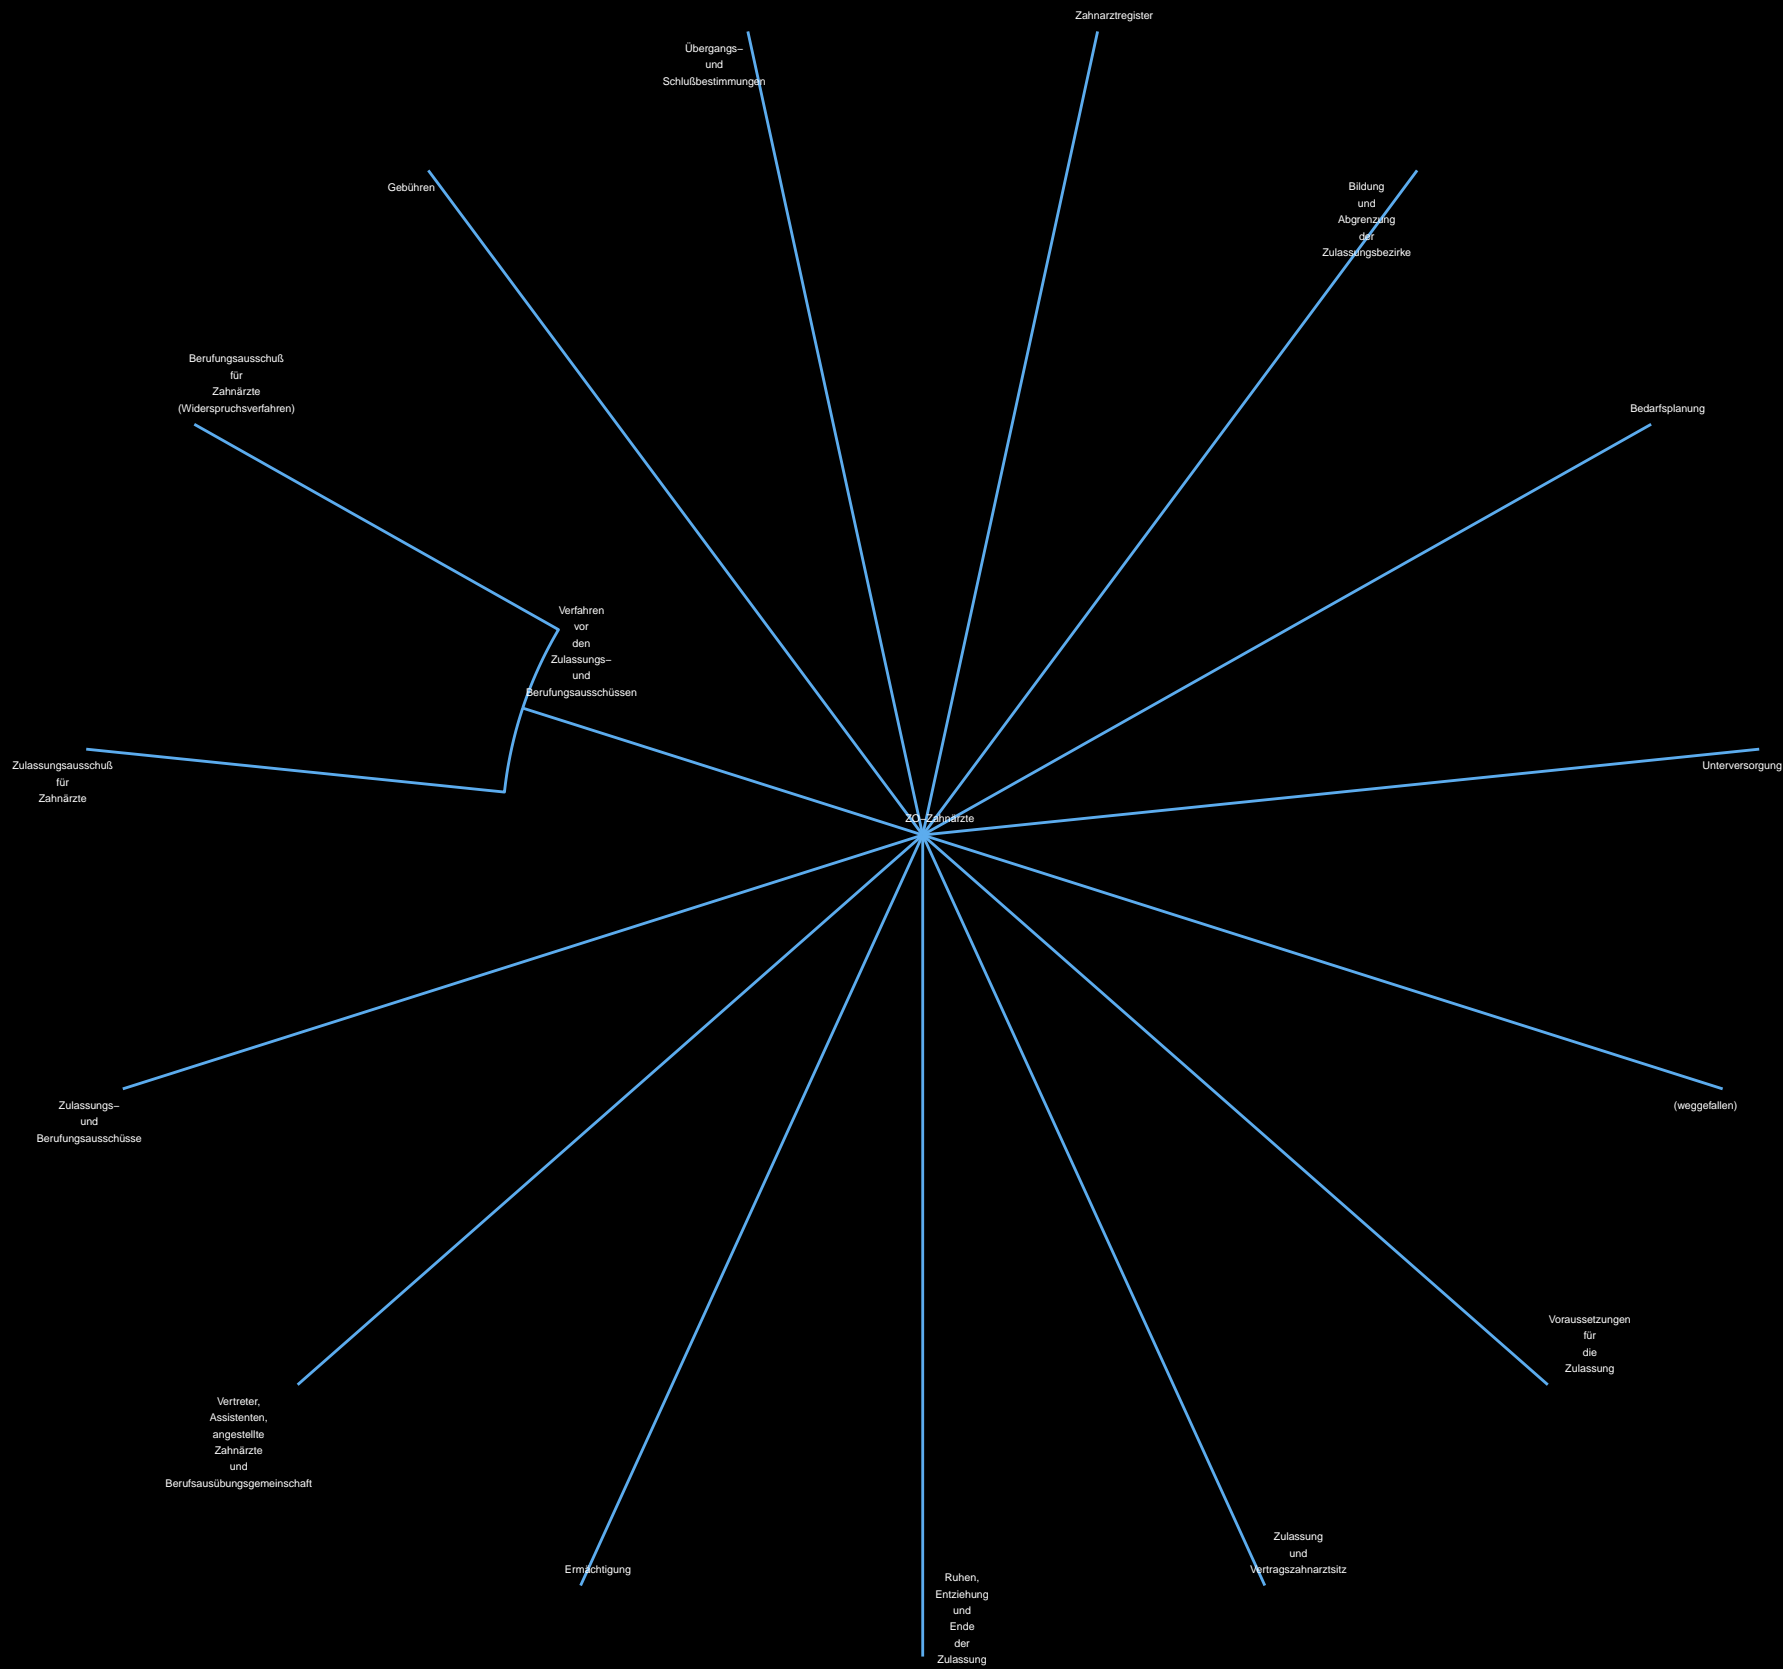 Zahnarztregister
Übergangs–
und
Schlußbestimmungen
Gebühren
Bildung
und
Abgrenzung
der
Zulassungsbezirke
Berufungsausschuß
für
Zahnärzte
(Widerspruchsverfahren)
Bedarfsplanung
Verfahren
vor
den
Zulassungs–
und
Berufungsausschüssen
Zulassungsausschuß
für
Zahnärzte
Unterversorgung
ZO–Zahnärzte
Zulassungs–
und
Berufungsausschüsse
(weggefallen)
Voraussetzungen
für
die
Zulassung
Vertreter,
Assistenten,
angestellte
Zahnärzte
und
Berufsausübungsgemeinschaft
Zulassung
und
Vertragszahnarztsitz
Ermächtigung
Ruhen,
Entziehung
und
Ende
der
Zulassung